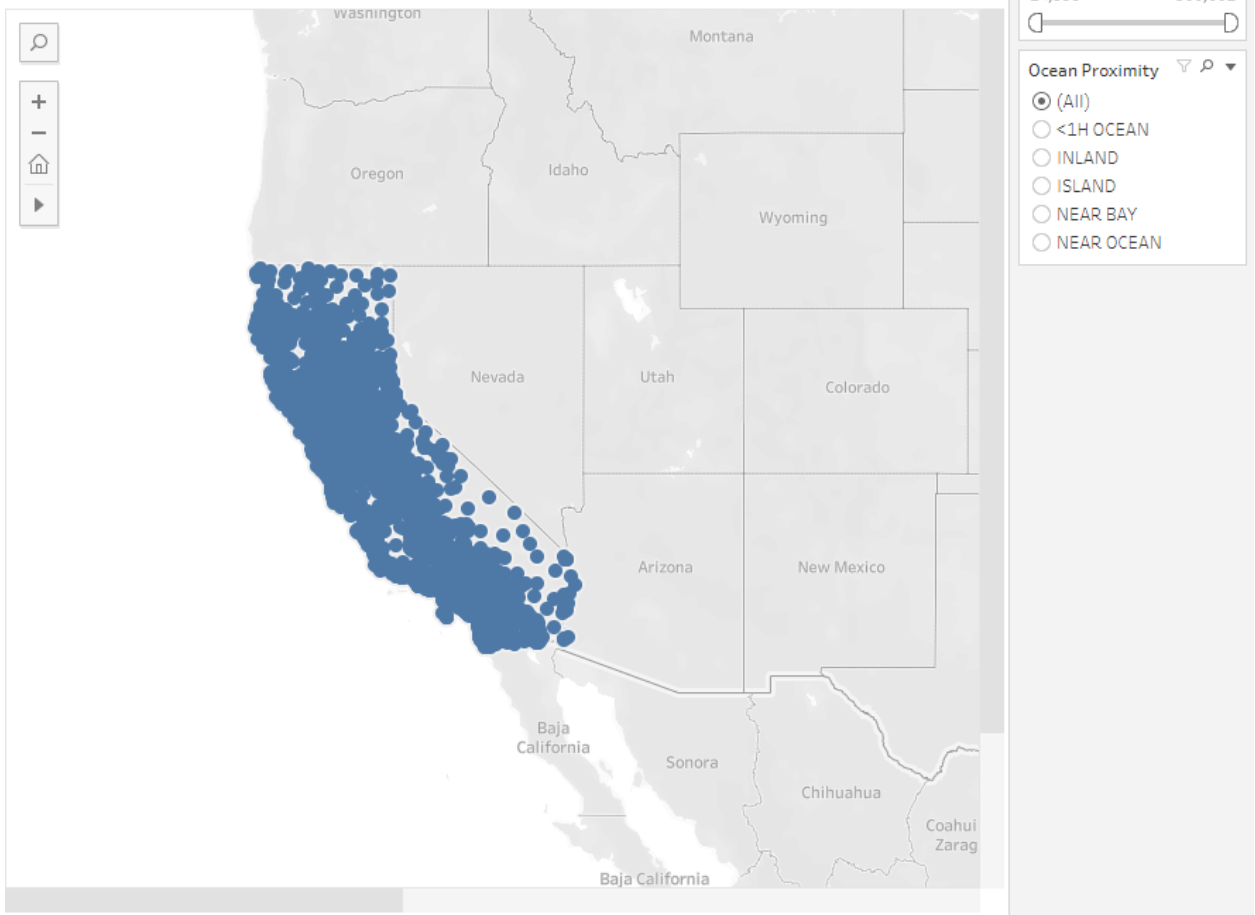 Washington
Montana
Oregon
Idaho
Wyoming
Nevada
Utah
Colorado
Arizona
New Mexico
Baja
California
Sonora
Chihuahua
Coahui
Zarag
Baja California
Ocean Proximity
(All)
<1H OCEAN
INLAND
ISLAND
NEAR BAY
NEAR OCEAN